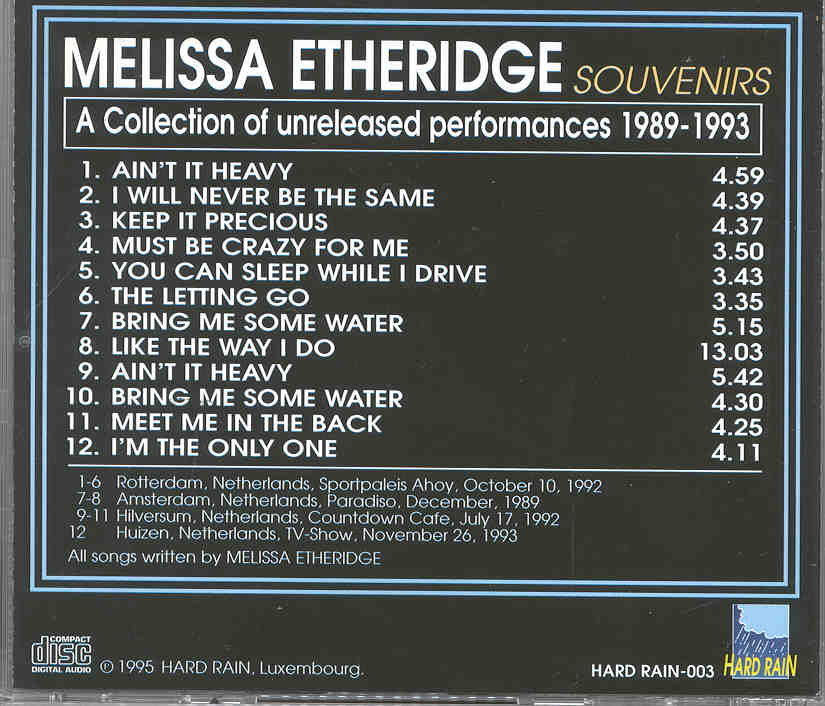 MELISSA ETHERIDGE SOUVENIRS
A Collection of unreleased performances 1989-1993
1. AIN'T IT HEAVY 4.59
2. I WILL NEVER BE THE SAME 4.39
3. KEEP IT PRECIOUS 4.37
4. MUST BE CRAZY FOR ME 3.50
5. YOU CAN SLEEP WHILE I DRIVE 3.43
6. THE LETTING GO 3.35
7. BRING ME SOME WATER 5.15
8. LIKE THE WAY I DO 13.03
9. AIN'T IT HEAVY 5.42
10. BRING ME SOME WATER 4.30
11. MEET ME IN THE BACK 4.25
12. I'M THE ONLY ONE 4.11
1-6 Rotterdam, Netherlands, Sportpaleis Ahoy, October 10, 1992
7-8 Amsterdam, Netherlands, Paradiso, December, 1989
9-11 Hilversum, Netherlands, Countdown Cafe, July 17, 1992
12 Huizen, Netherlands, TV-Show, November 26, 1993
All songs written by MELISSA ETHERIDGE
COMPACT
disc
DIGITAL AUDIO
℗ 1995 HARD RAIN, Luxembourg.
HARD RAIN-003
HARD RAIN